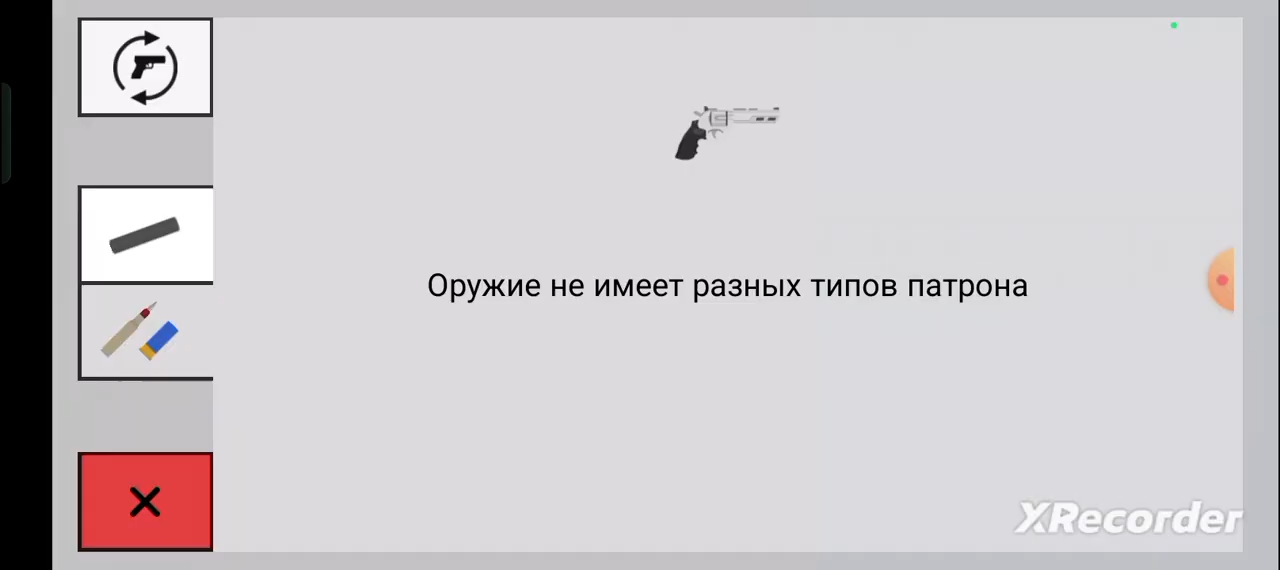 Оружие не имеет разных типов патрона
XRecorder